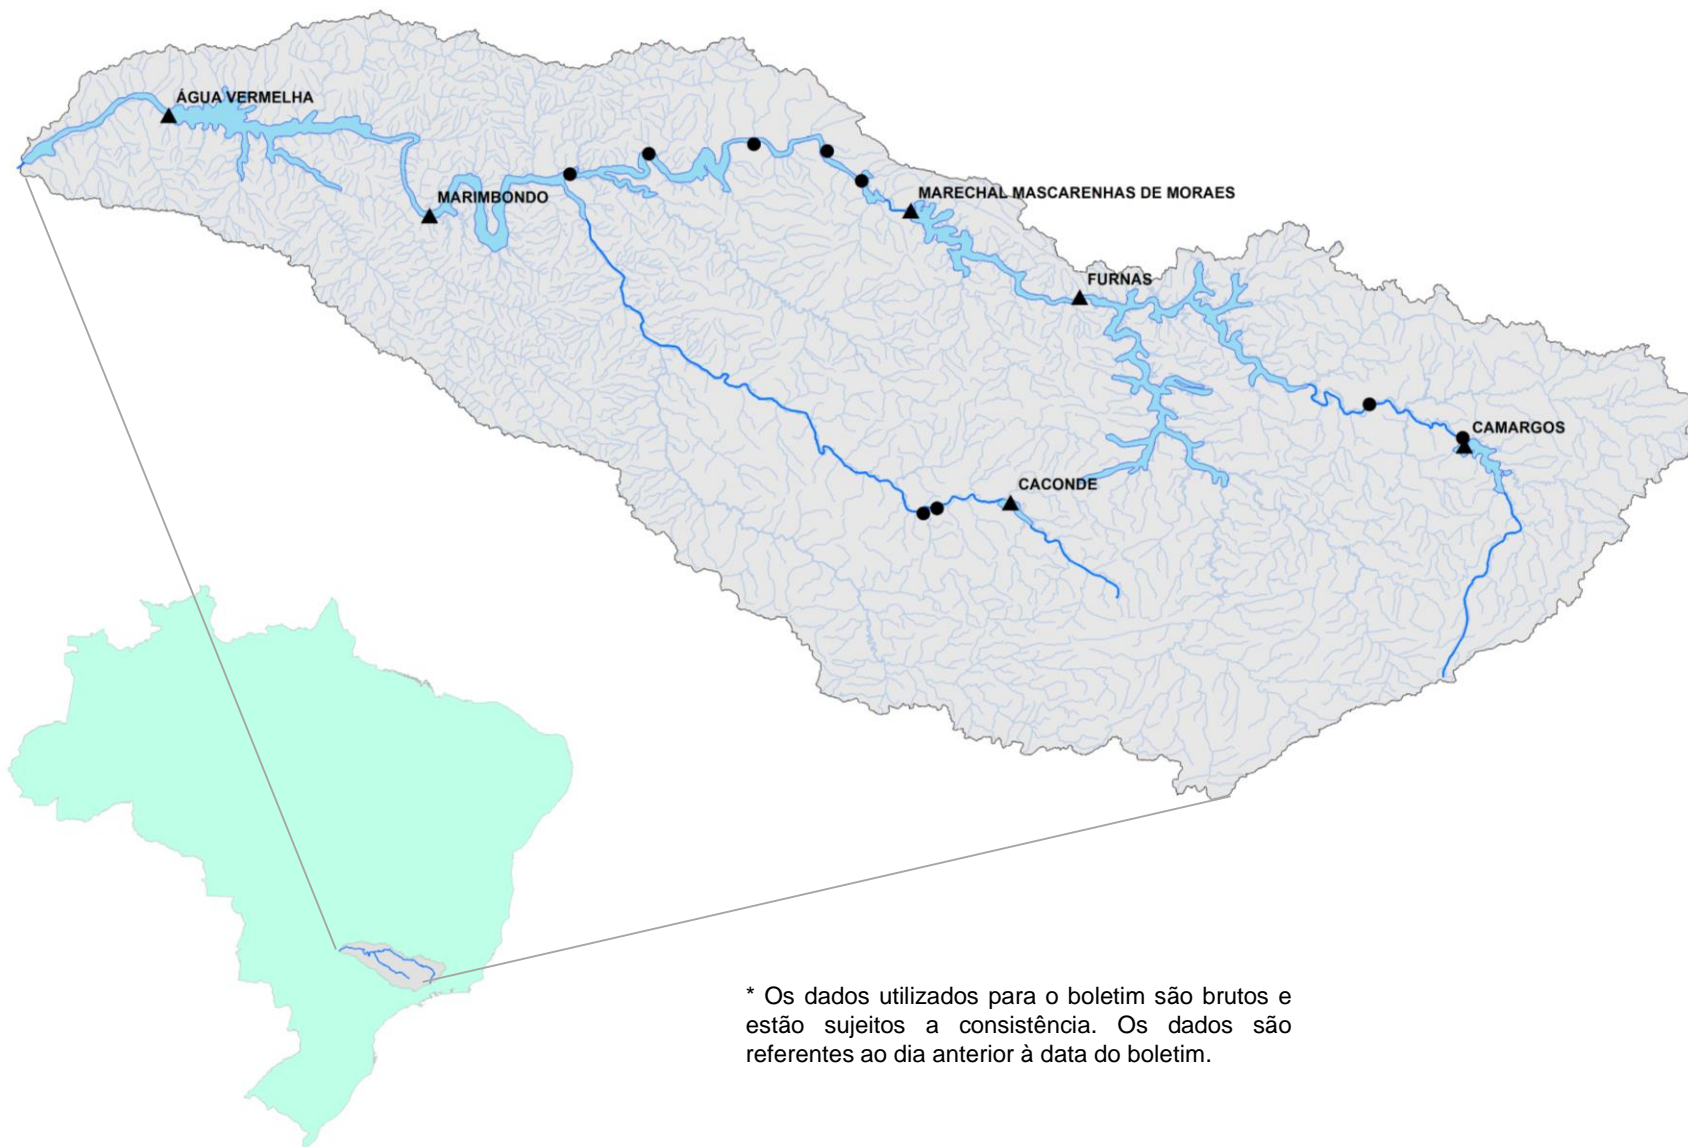 ÁGUA VERMELHA
MARIMBONDO
MARECHAL MASCARENHAS DE MORAES
FURNAS
CAMARGOS
CACONDE
* Os dados utilizados para o boletim são brutos e
estão sujeitos a consistência. Os dados são
referentes ao dia anterior à data do boletim.